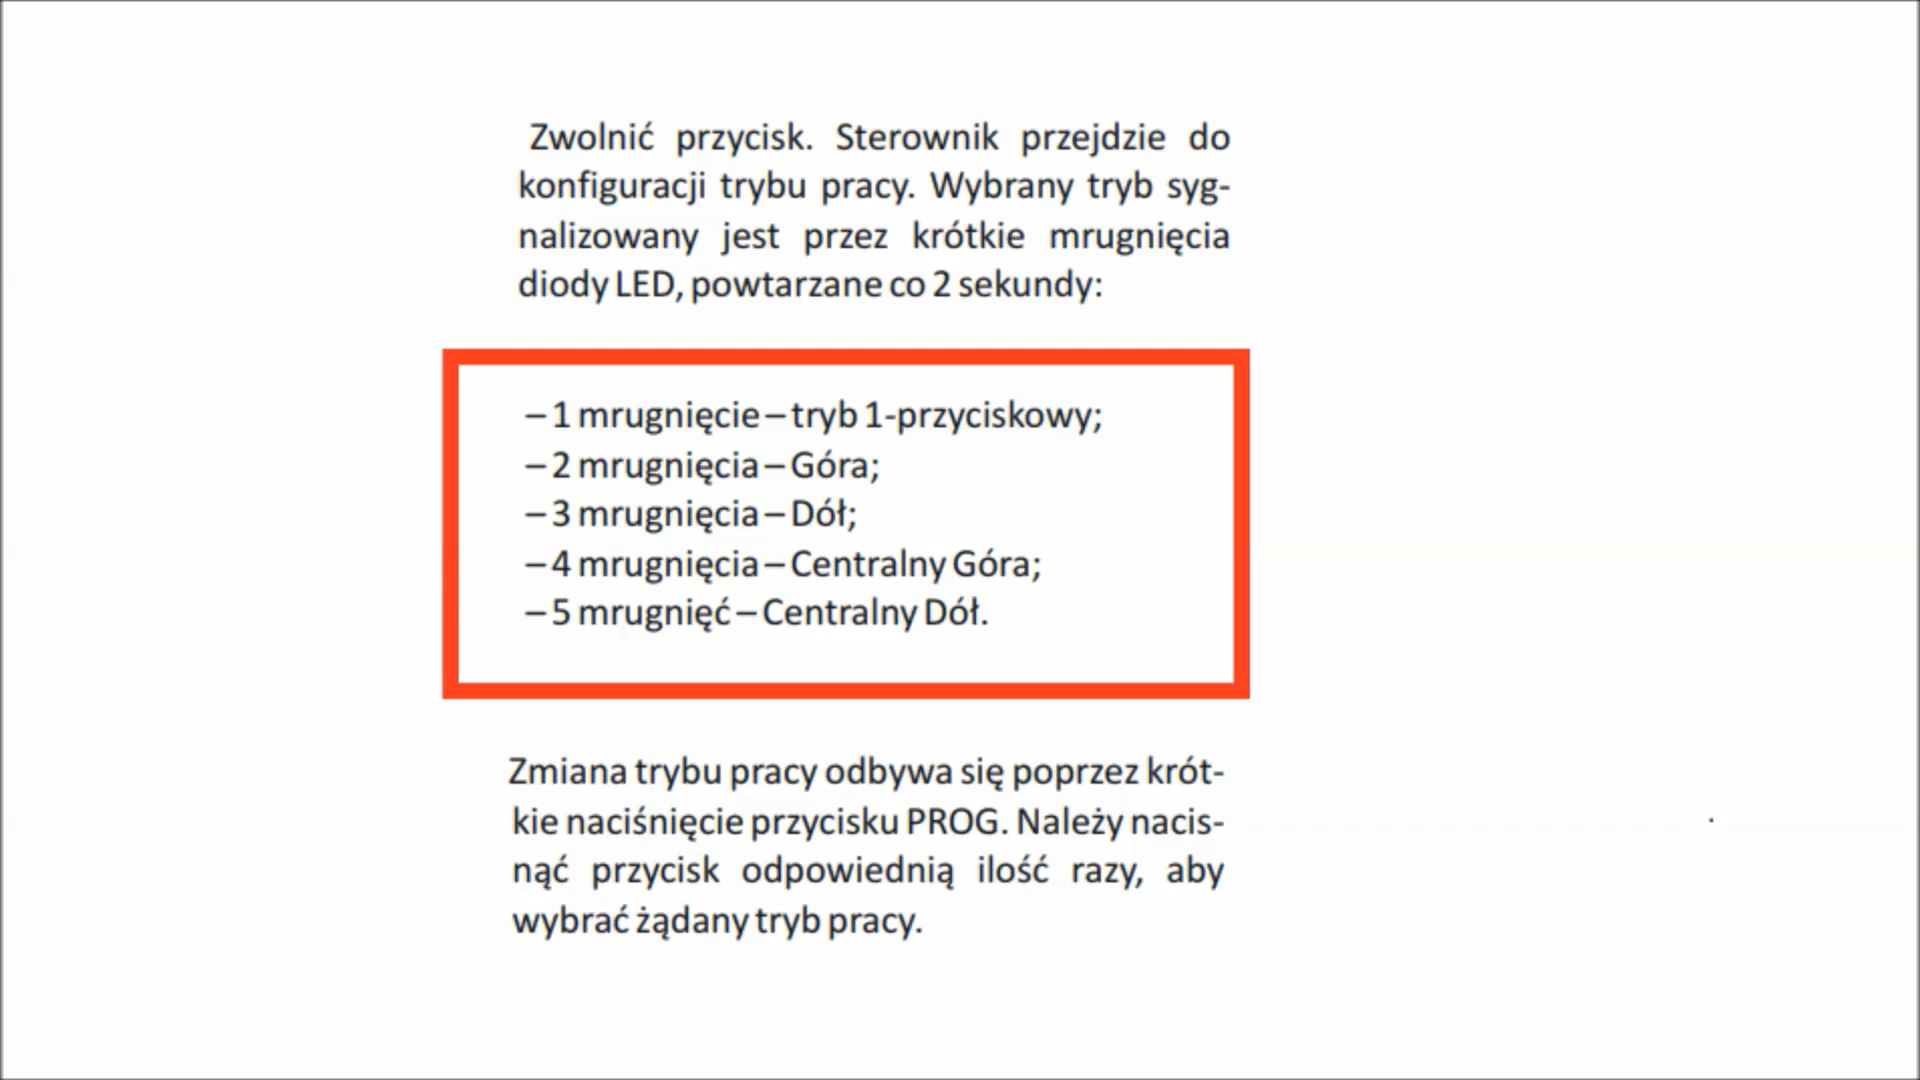 Zwolnić przycisk. Sterownik przejdzie do
konfiguracji trybu pracy. Wybrany tryb syg-
nalizowany jest przez krótkie mrugnięcia
diody LED, powtarzane co 2 sekundy:
– 1 mrugnięcie – tryb 1-przyciskowy;
– 2 mrugnięcia – Góra;
– 3 mrugnięcia – Dół;
– 4 mrugnięcia – Centralny Góra;
– 5 mrugnięć – Centralny Dół.
Zmiana trybu pracy odbywa się poprzez krót-
kie naciśnięcie przycisku PROG. Należy nacis-
nąć przycisk odpowiednią ilość razy, aby
wybrać żądany tryb pracy.